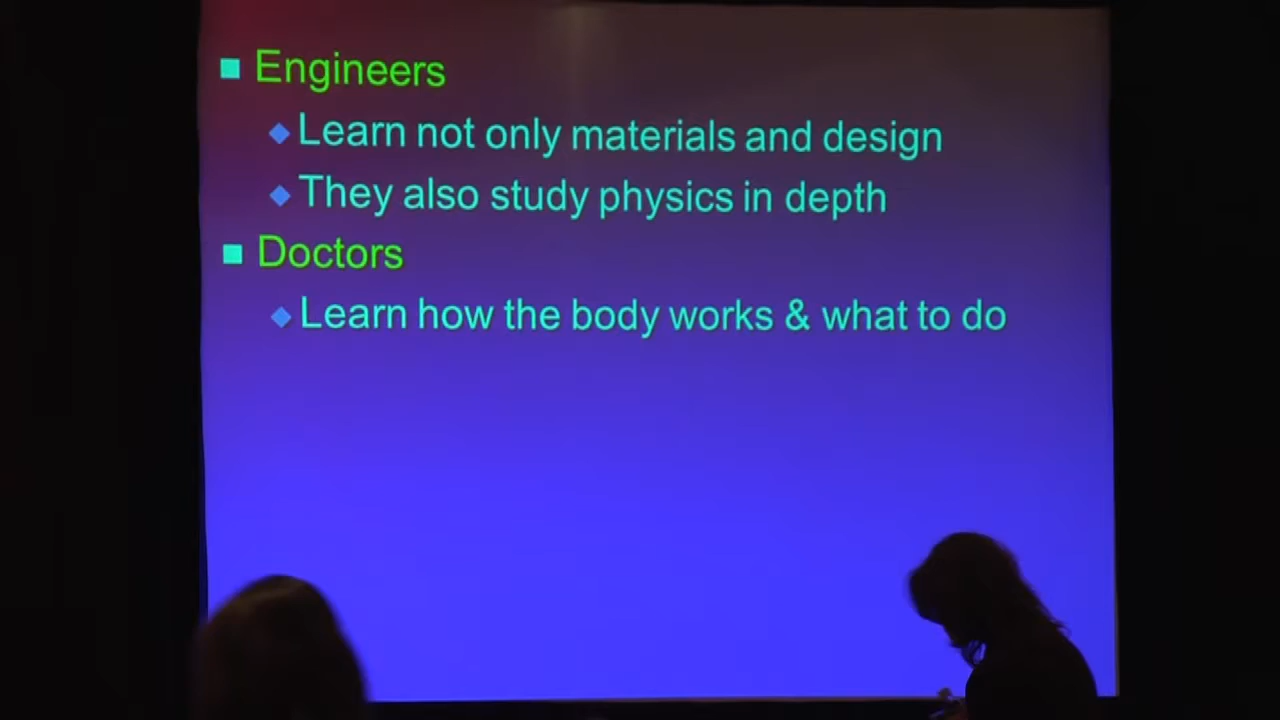 Engineers
Learn not only materials and design
They also study physics in depth
Doctors
Learn how the body works & what to do